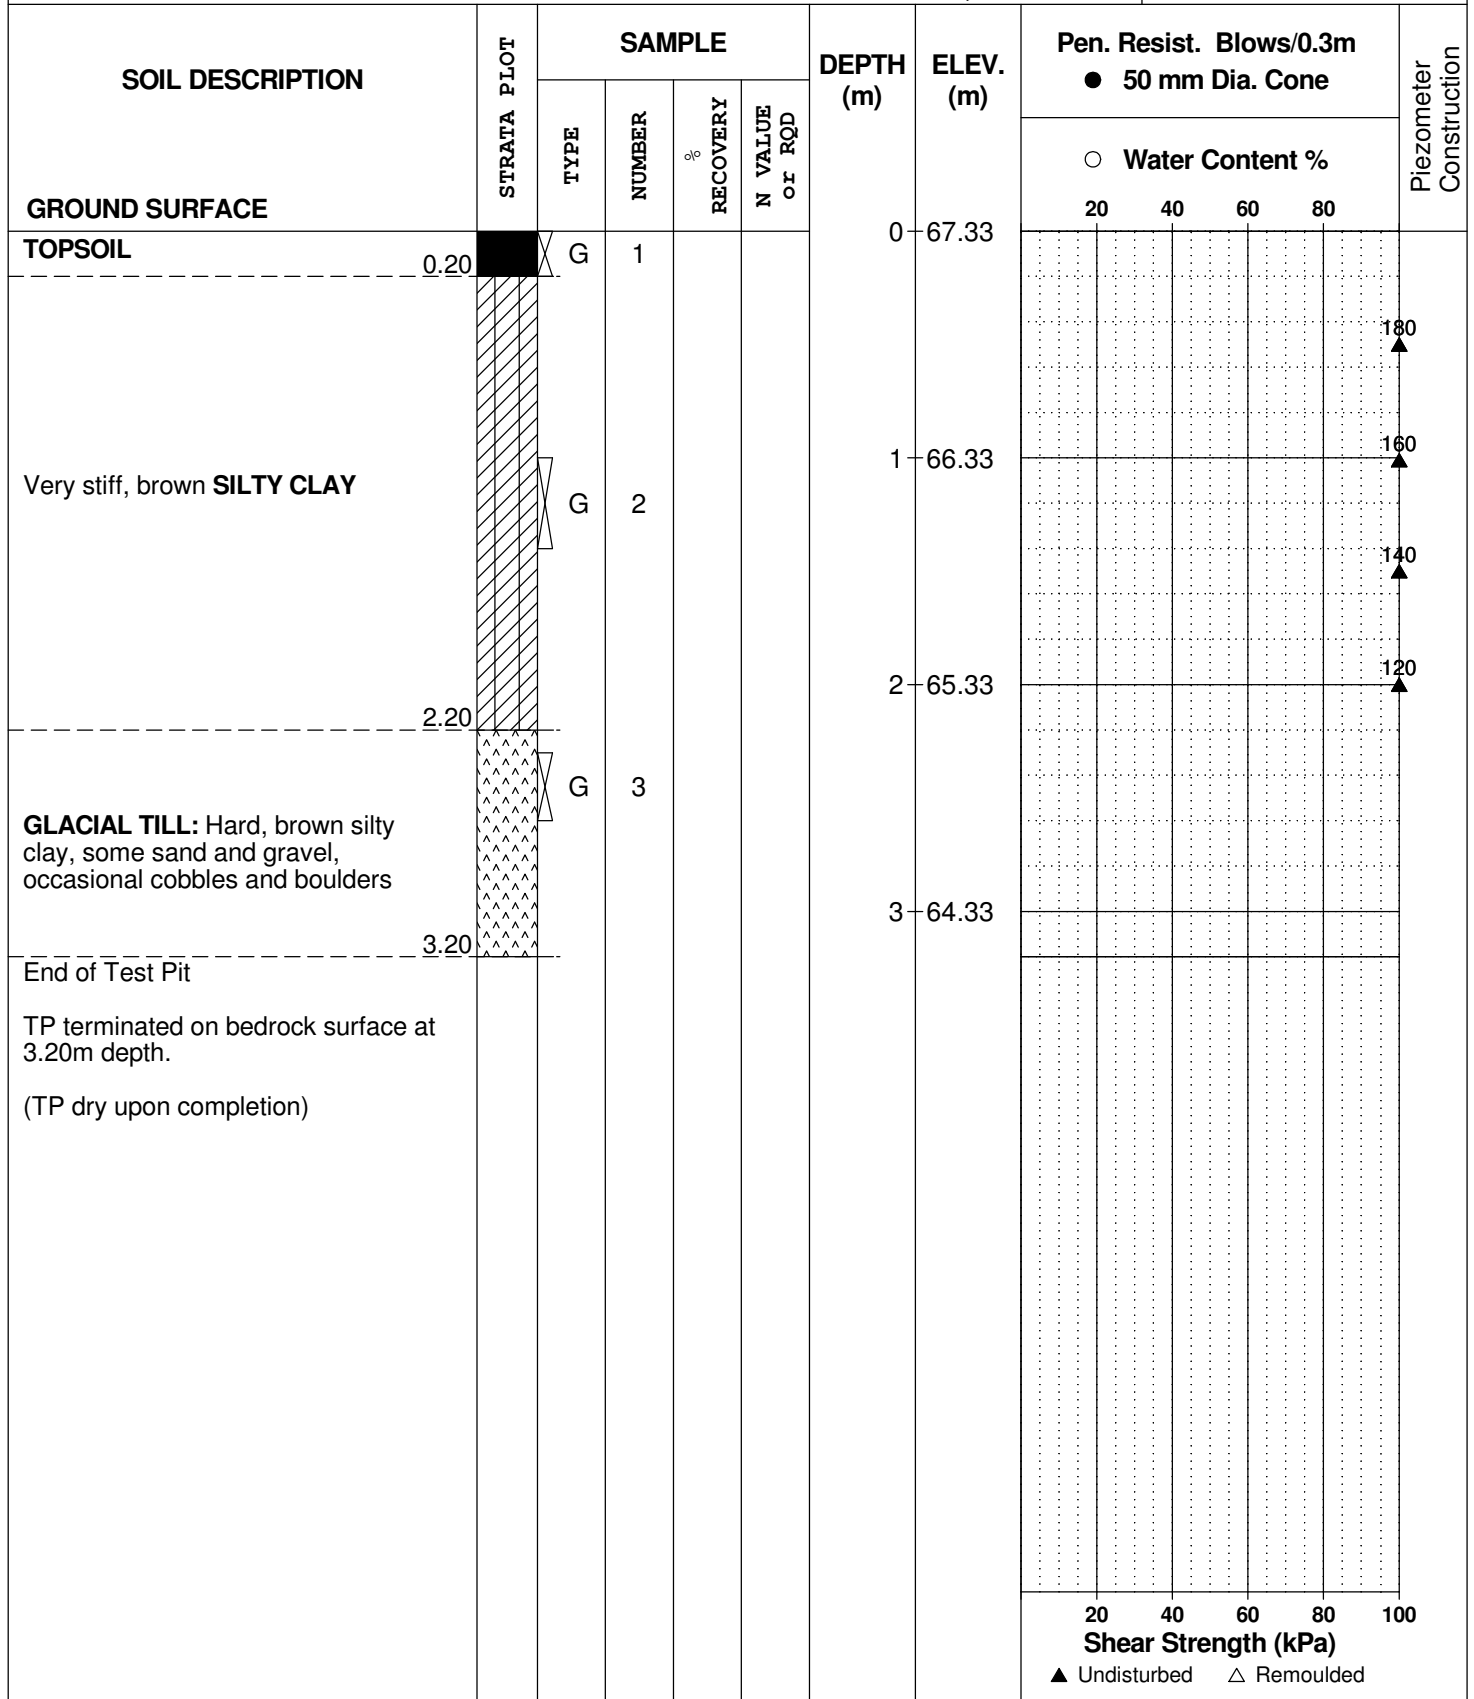 SOIL DESCRIPTION
GROUND SURFACE
STRATA PLOT
SAMPLE
TYPE
NUMBER
%
RECOVERY
N VALUE
or RQD
DEPTH
(m)
ELEV.
(m)
Pen. Resist. Blows/0.3m
● 50 mm Dia. Cone
○ Water Content %
20 40 60 80
Piezometer
Construction
TOPSOIL
0.20
G 1
0 67.33
180
160
1 66.33
Very stiff, brown SILTY CLAY
G 2
140
120
2 65.33
2.20
G 3
GLACIAL TILL: Hard, brown silty
clay, some sand and gravel,
occasional cobbles and boulders
3 64.33
3.20
End of Test Pit
TP terminated on bedrock surface at
3.20m depth.
(TP dry upon completion)
20 40 60 80 100
Shear Strength (kPa)
▲ Undisturbed △ Remoulded